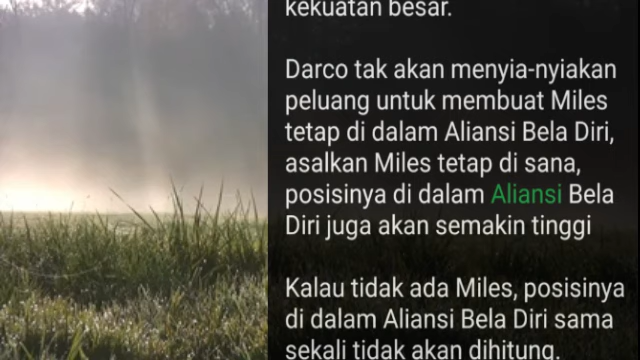 kekuatan besar.
Darco tak akan menyia-nyiakan
peluang untuk membuat Miles
tetap di dalam Aliansi Bela Diri,
asalkan Miles tetap di sana,
posisinya di dalam Aliansi Bela
Diri juga akan semakin tinggi
Kalau tidak ada Miles, posisinya
di dalam Aliansi Bela Diri sama
sekali tidak akan dihitung.